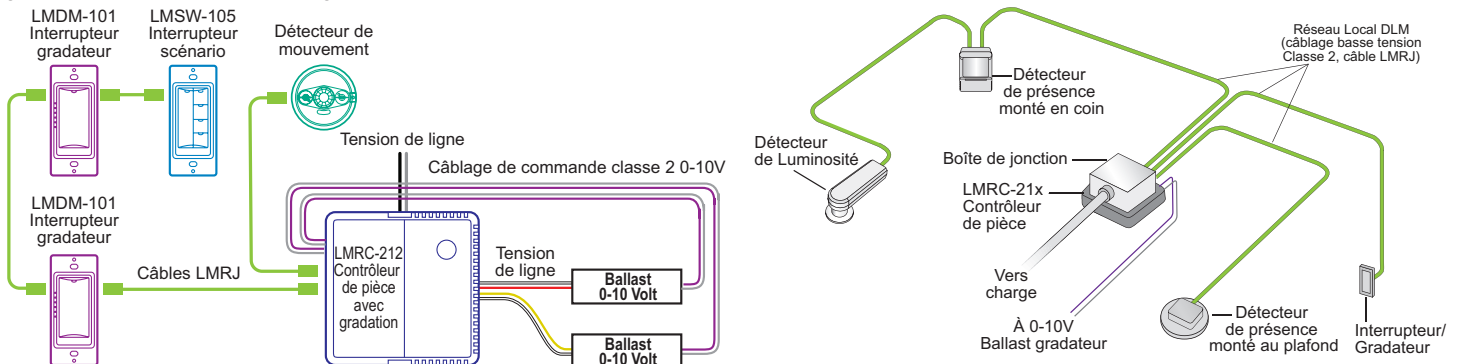 LMDM-101
Interrupteur
gradateur
LMSW-105
Interrupteur
scénario
Détecteur de
mouvement
Tension de ligne
Câblage de commande classe 2 0-10V
LMDM-101
Interrupteur
gradateur
Câbles LMRJ
LMRC-212
Contrôleur
de pièce
avec
gradation
Tension
de ligne
Ballast
0-10 Volt
Ballast
0-10 Volt
Réseau Local DLM
(câblage basse tension
Classe 2, câble LMRJ)
Détecteur
de présence
monté en coin
Détecteur
de Luminosité
Boîte de jonction
LMRC-21x
Contrôleur
de pièce
Vers
charge
À 0-10V
Ballast gradateur
Détecteur
de présence
monté au plafond
Interrupteur/
Gradateur